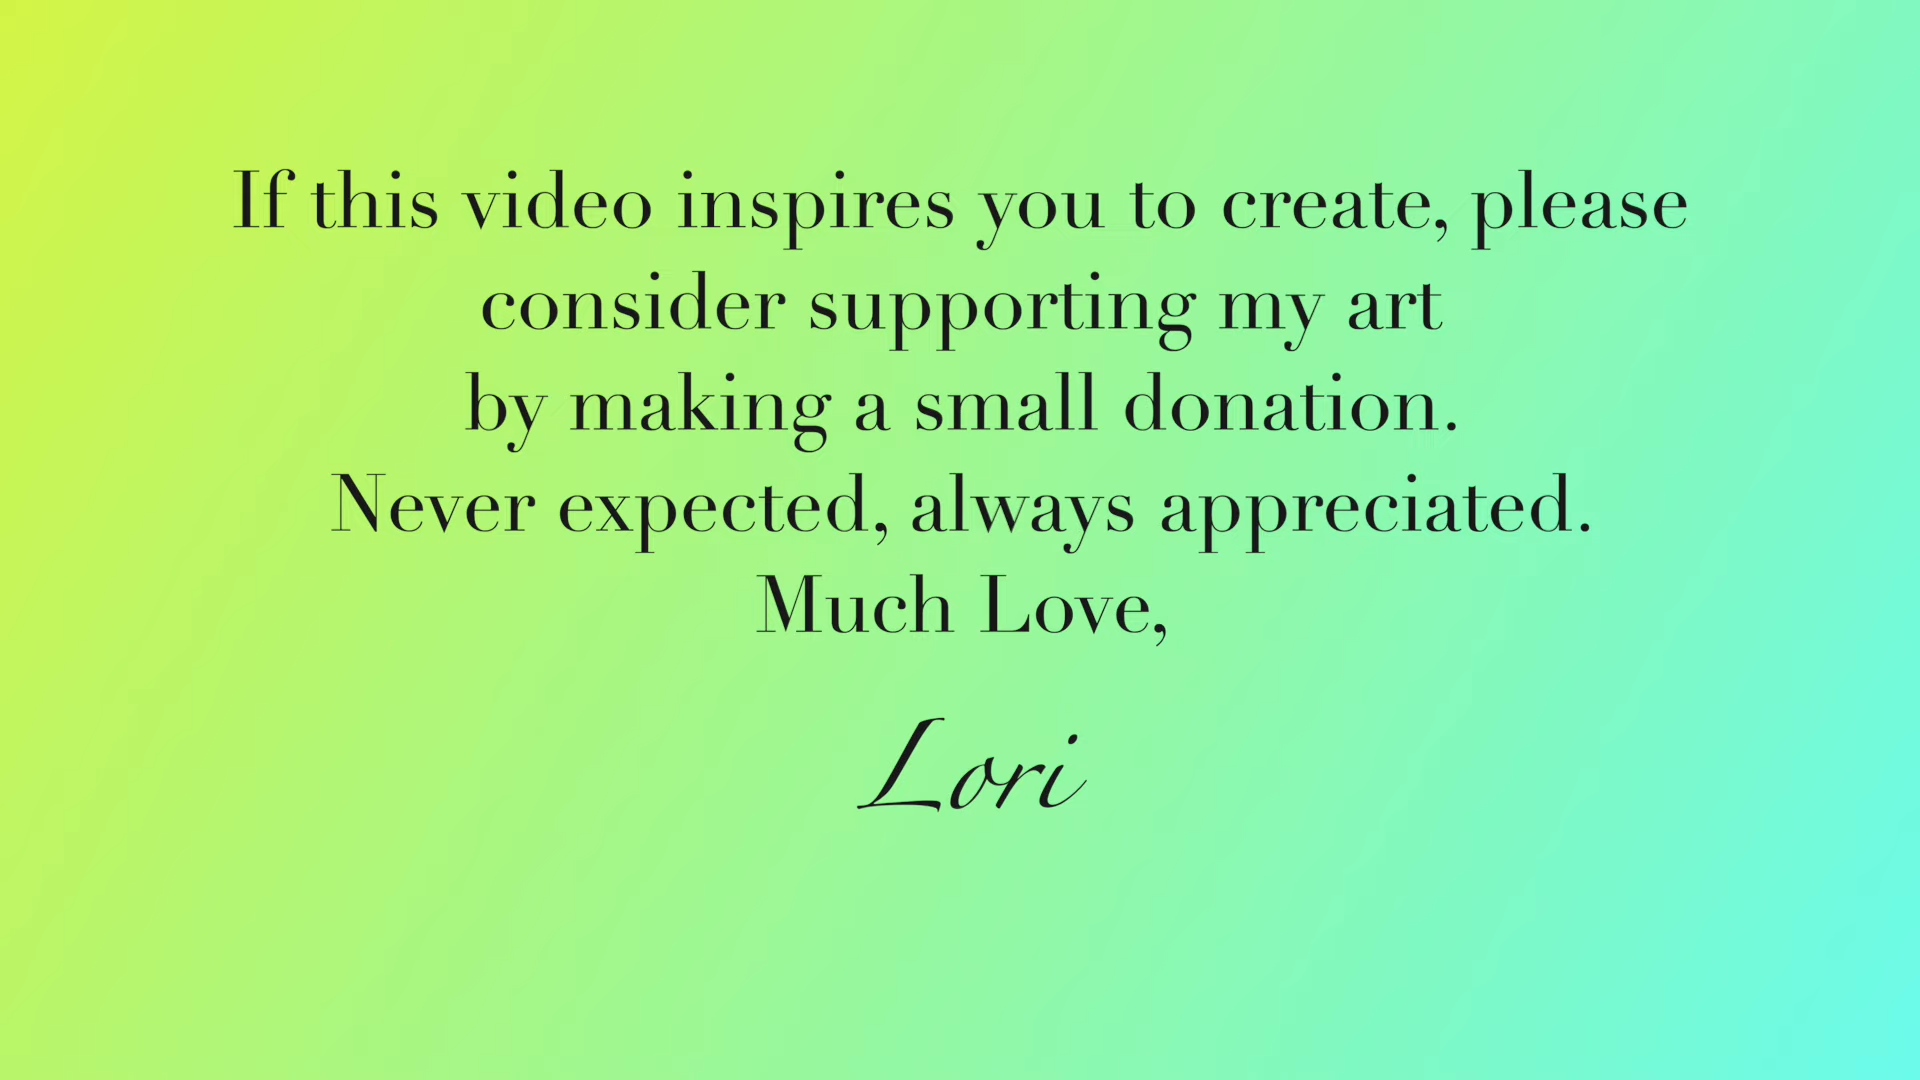 If this video inspires you to create, please
consider supporting my art
by making a small donation.
Never expected, always appreciated.
Much Love,
Lori